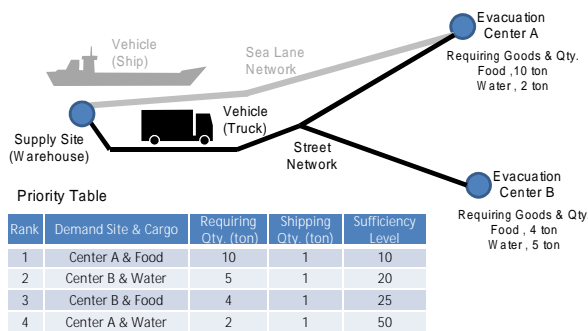 Evacuation
Center A
Requiring Goods & Qty.
Food ,10 ton
Water , 2 ton
Vehicle
(Ship)
Sea Lane
Network
Vehicle
(Truck)
Supply Site
(Warehouse)
Street
Network
Evacuation
Center B
Requiring Goods & Qty
Food , 4 ton
Water , 5 ton
Priority Table
Rank Demand Site & Cargo Requiring Qty. (ton) Shipping Qty. (ton) Sufficiency Level
1 Center A & Food 10 1 10
2 Center B & Water 5 1 20
3 Center B & Food 4 1 25
4 Center A & Water 2 1 50